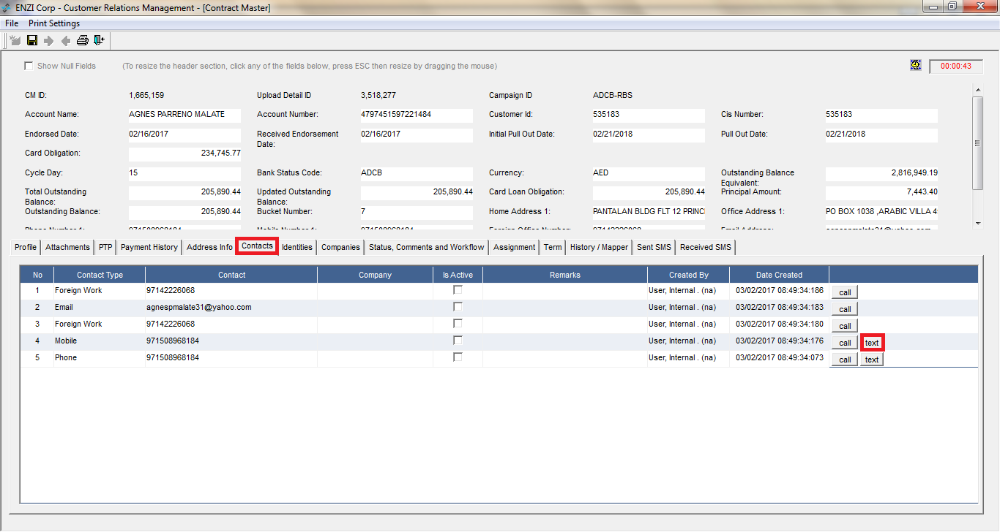 ENZI Corp - Customer Relations Management - [Contract Master]
File Print Settings
Show Null Fields (To resize the header section, click any of the fields below, press ESC then resize by dragging the mouse) 00:00:43
CM ID: 1,665,159 Upload Detail ID 3,518,277 Campaign ID ADCB-RBS
Account Name: AGNES PARRENO MALATE Account Number: 4797451597221484 Customer Id: 535183 Cis Number: 535183
Endorsed Date: 02/16/2017 Received Endorsement Date: 02/16/2017 Initial Pull Out Date: 02/21/2018 Pull Out Date: 02/21/2018
Card Obligation: 234,745.77
Cycle Day: 15 Bank Status Code: ADCB Currency: AED Outstanding Balance Equivalent: 2,816,949.19
Total Outstanding Balance: 205,890.44 Updated Outstanding Balance: 205,890.44 Card Loan Obligation: 205,890.44 Principal Amount: 7,443.40
Outstanding Balance: 205,890.44 Bucket Number: 7 Home Address 1: PANTALAN BLDG FLT 12 PRINC Office Address 1: PO BOX 1038 ,ARABIC VILLA 4
Phone Number 1: 971508968184 Mobile Number 1: 971508968184 Foreign Office Number: 97142226068 Email Address: agnespmalate31@yahoo.com
Profile Attachments PTP Payment History Address Info Contacts Identities Companies Status, Comments and Workflow Assignment Term History / Mapper Sent SMS Received SMS
No Contact Type Contact Company Is Active Remarks Created By Date Created
1 Foreign Work 97142226068 User, Internal . (na) 03/02/2017 08:49:34:186 call
2 Email agnespmalate31@yahoo.com User, Internal . (na) 03/02/2017 08:49:34:183 call
3 Foreign Work 97142226068 User, Internal . (na) 03/02/2017 08:49:34:180 call
4 Mobile 971508968184 User, Internal . (na) 03/02/2017 08:49:34:176 call text
5 Phone 971508968184 User, Internal . (na) 03/02/2017 08:49:34:073 call text